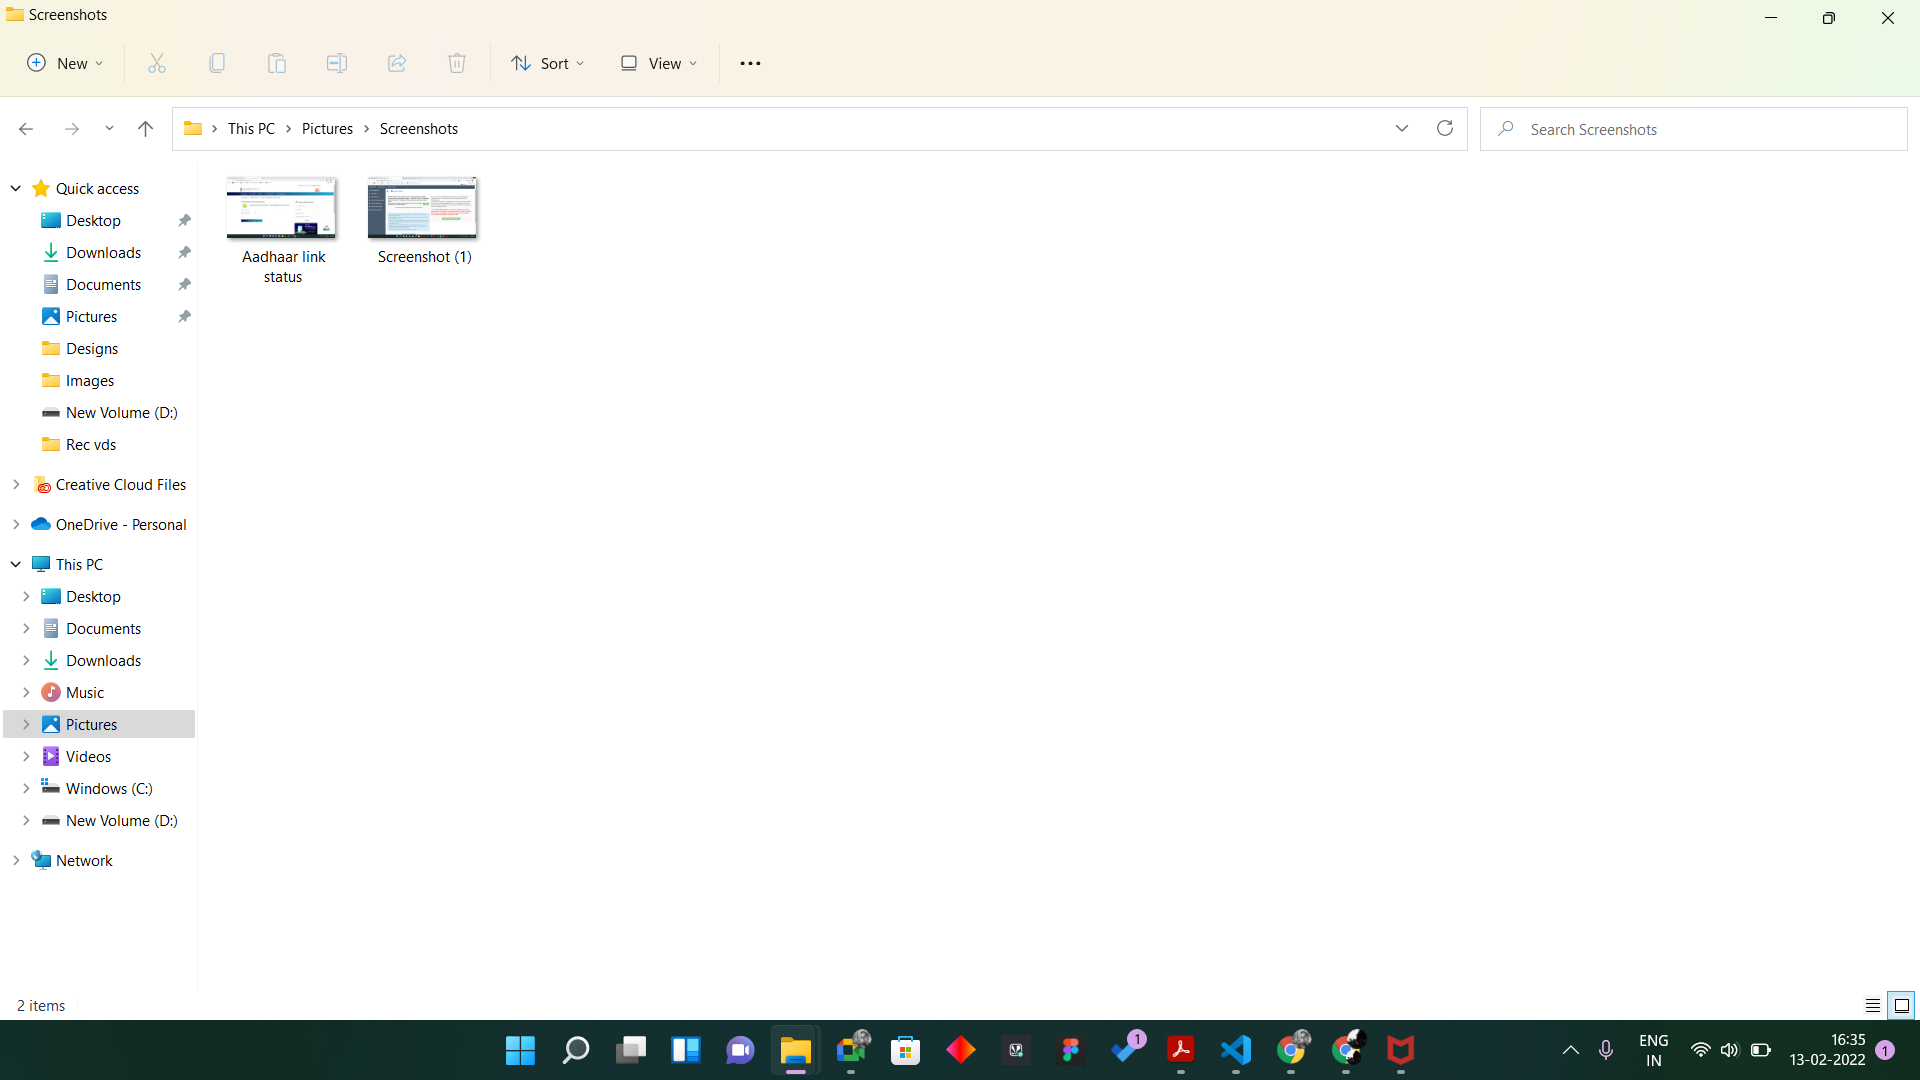 Screenshots
New
Sort
View
This PC
Pictures
Screenshots
Search Screenshots
Quick access
Desktop
Downloads
Documents
Pictures
Designs
Images
New Volume (D:)
Rec vds
Creative Cloud Files
OneDrive - Personal
This PC
Desktop
Documents
Downloads
Music
Pictures
Videos
Windows (C:)
New Volume (D:)
Network
Aadhaar link
status
Screenshot (1)
2 items
1
ENG
IN
16:35
13-02-2022
1